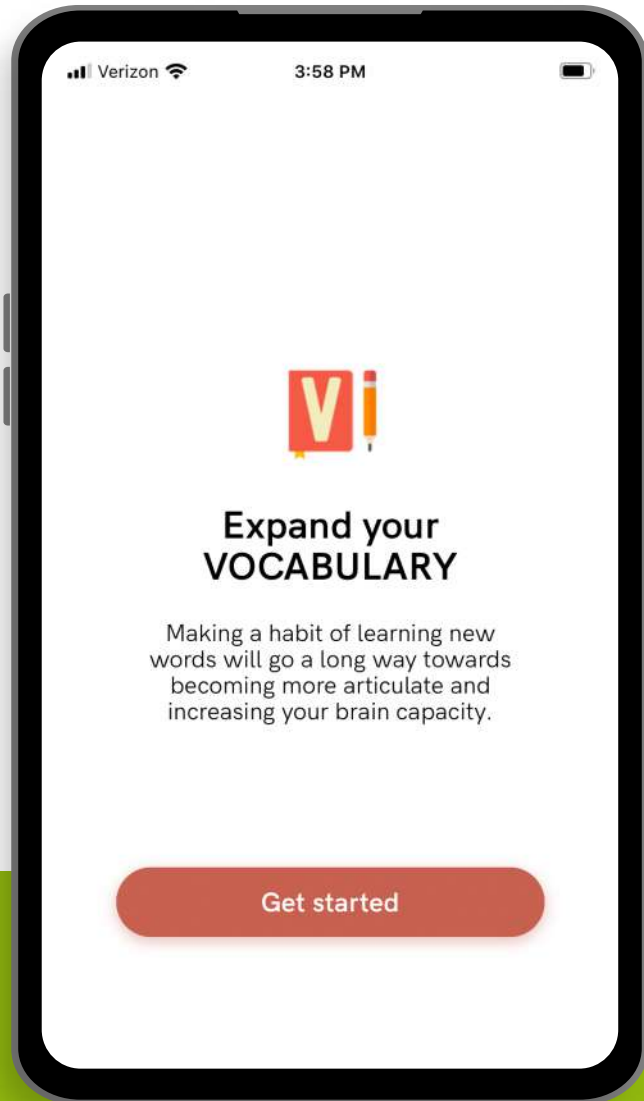 Verizon 3:58 PM
V
Expand your
VOCABULARY
Making a habit of learning new
words will go a long way towards
becoming more articulate and
increasing your brain capacity.
Get started